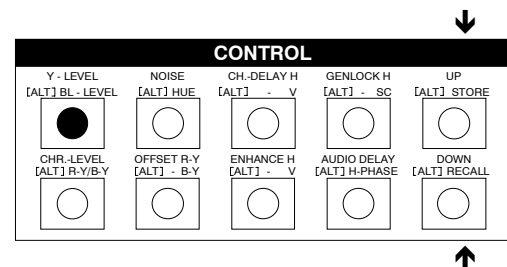 CONTROL
Y - LEVEL NOISE CH.-DELAY H GENLOCK H UP
[ALT] BL - LEVEL [ALT] HUE [ALT] - V [ALT] - SC [ALT] STORE
CHR.-LEVEL OFFSET R-Y ENHANCE H AUDIO DELAY DOWN
[ALT] R-Y/B-Y [ALT] - B-Y [ALT] - V [ALT] H-PHASE [ALT] RECALL